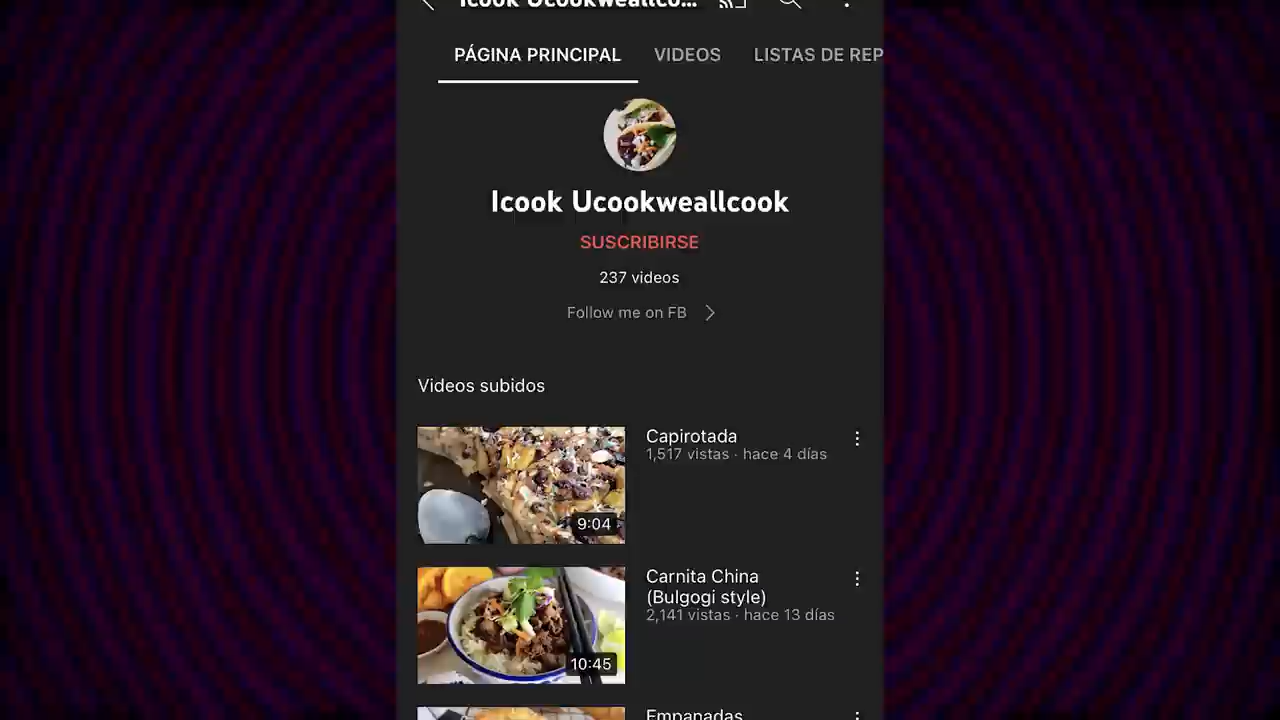 Icook Ucookweallco...
PÁGINA PRINCIPAL VIDEOS LISTAS DE REP
Icook Ucookweallcook
SUSCRIBIRSE
237 videos
Follow me on FB
Videos subidos
Capirotada
1,517 vistas · hace 4 días
9:04
Carnita China
(Bulgogi style)
2,141 vistas · hace 13 días
10:45
Empanadas